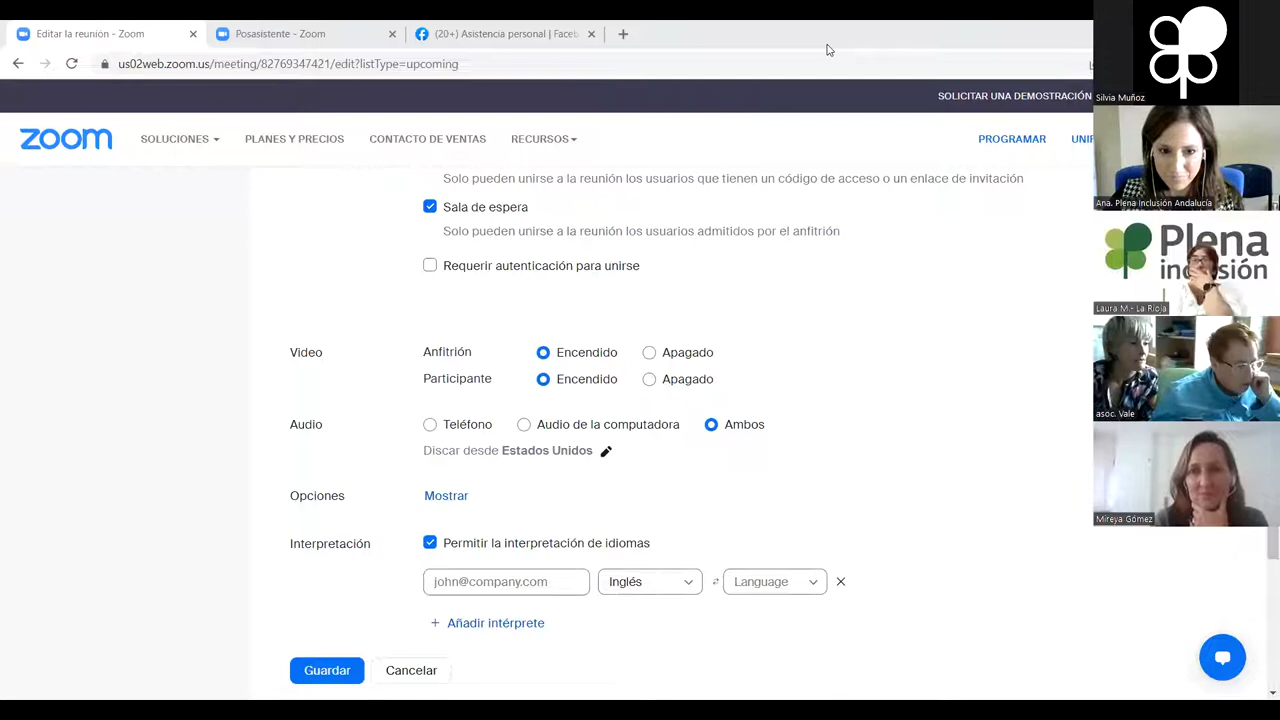 Editar la reunión - Zoom
Posasistente - Zoom
(20+) Asistencia personal | Faceb
us02web.zoom.us/meeting/82769347421/edit?listType=upcoming
SOLICITAR UNA DEMOSTRACIÓN
zoom
SOLUCIONES
PLANES Y PRECIOS
CONTACTO DE VENTAS
RECURSOS
PROGRAMAR
UNIR
Solo pueden unirse a la reunión los usuarios que tienen un código de acceso o un enlace de invitación
Sala de espera
Solo pueden unirse a la reunión los usuarios admitidos por el anfitrión
Requerir autenticación para unirse
Video
Anfitrión
Encendido
Apagado
Participante
Encendido
Apagado
Audio
Teléfono
Audio de la computadora
Ambos
Discar desde Estados Unidos
Opciones
Mostrar
Interpretación
Permitir la interpretación de idiomas
john@company.com
Inglés
Language
+ Añadir intérprete
Guardar
Cancelar
Silvia Muñoz
Ana. Plena Inclusión Andalucía
Plena
inclusión
Laura M.- La Rioja
asoc. Vale
Mireya Gómez